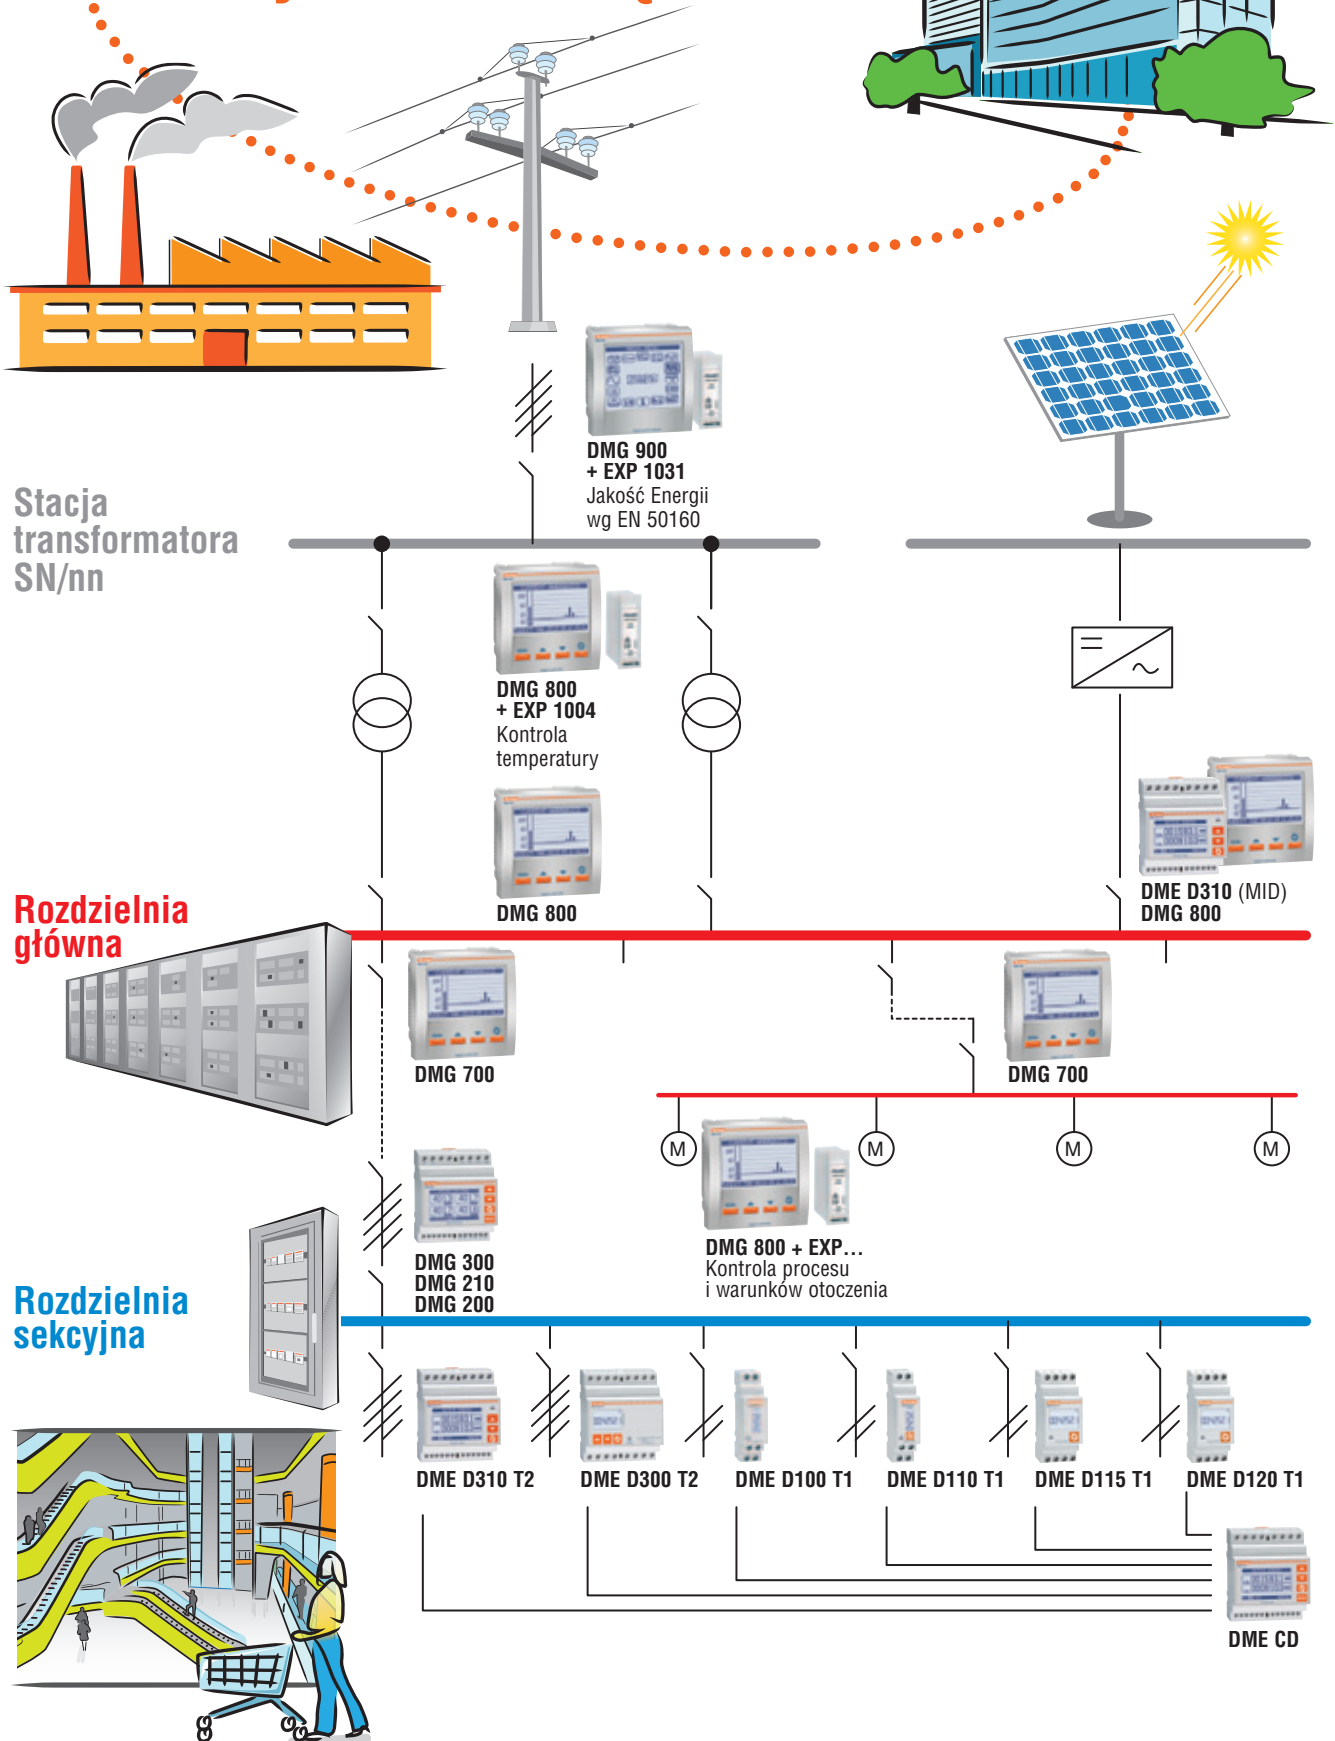 DMG 900
+ EXP 1031
Jakość Energii
wg EN 50160
Stacja
transformatora
SN/nn
DMG 800
+ EXP 1004
Kontrola
temperatury
DMG 800
DME D310 (MID)
DMG 800
Rozdzielnia
główna
DMG 700
DMG 700
M
M
M
M
DMG 300
DMG 210
DMG 200
DMG 800 + EXP...
Kontrola procesu
i warunków otoczenia
Rozdzielnia
sekcyjna
DME D310 T2
DME D300 T2
DME D100 T1
DME D110 T1
DME D115 T1
DME D120 T1
DME CD